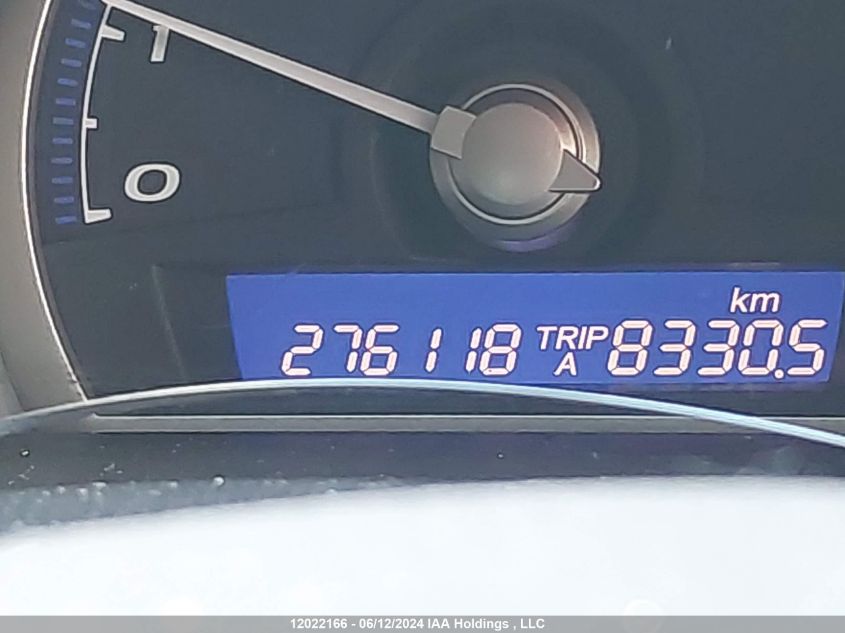 1
0
km
276118 TRIP A 8330.5
12022166 - 06/12/2024 IAA Holdings , LLC